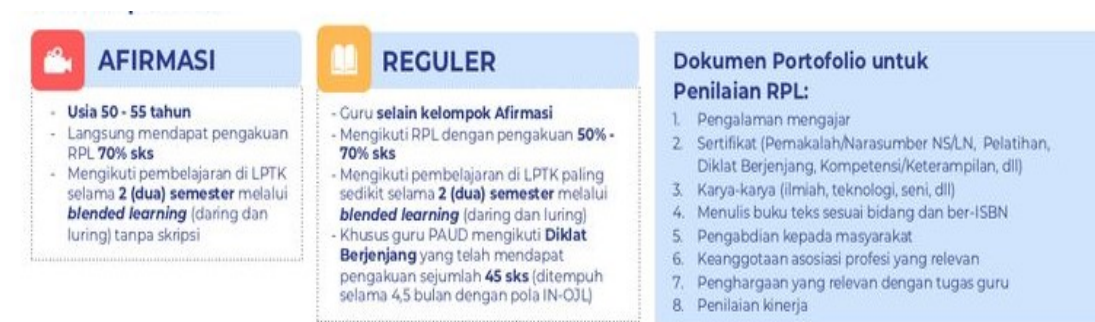 AFIRMASI
- Usia 50 - 55 tahun
- Langsung mendapat pengakuan
RPL 70% sks
- Mengikuti pembelajaran di LPTK
selama 2 (dua) semester melalui
blended learning (daring dan
luring) tanpa skripsi
REGULER
- Guru selain kelompok Afirmasi
- Mengikuti RPL dengan pengakuan 50% -
70% sks
- Mengikuti pembelajaran di LPTK paling
sedikit selama 2 (dua) semester melalui
blended learning (daring dan luring)
- Khusus guru PAUD mengikuti Diklat
Berjenjang yang telah mendapat
pengakuan sejumlah 45 sks (ditempuh
selama 4,5 bulan dengan pola IN-OJL)
Dokumen Portofolio untuk
Penilaian RPL:
1. Pengalaman mengajar
2. Sertifikat (Pemakalah/Narasumber NS/LN, Pelatihan,
Diklat Berjenjang, Kompetensi/Keterampilan, dll)
3. Karya-karya (ilmiah, teknologi, seni, dll)
4. Menulis buku teks sesuai bidang dan ber-ISBN
5. Pengabdian kepada masyarakat
6. Keanggotaan asosiasi profesi yang relevan
7. Penghargaan yang relevan dengan tugas guru
8. Penilaian kinerja